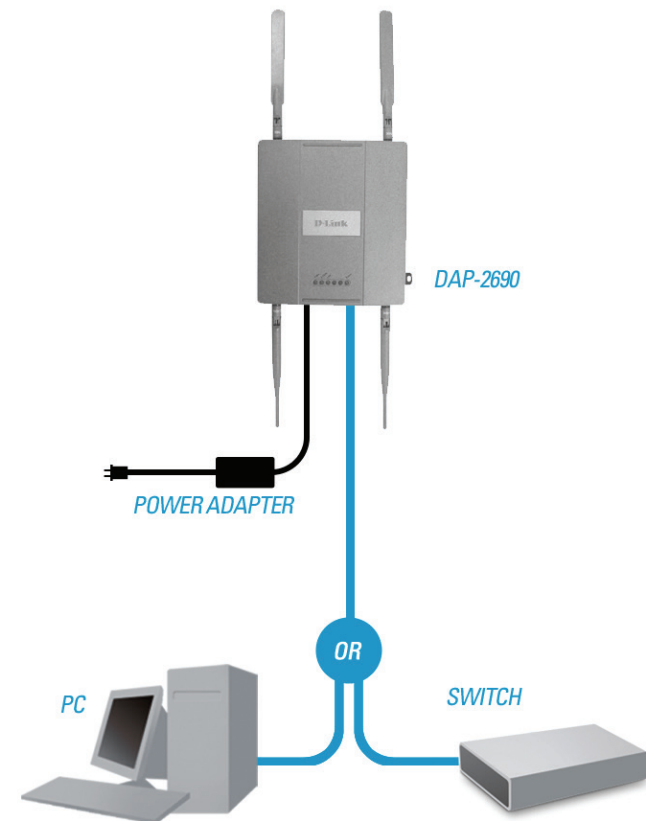 D-Link
DAP-2690
POWER ADAPTER
OR
PC
SWITCH